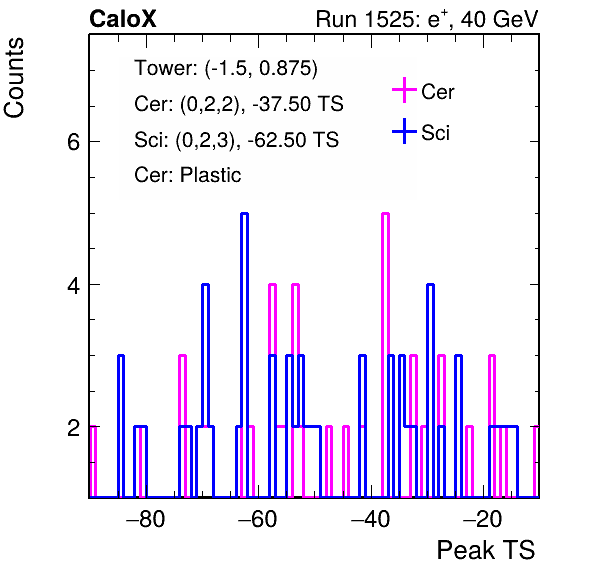 CaloX Run 1525: e⁺, 40 GeV
Counts
Tower: (-1.5, 0.875)
Cer: (0,2,2), -37.50 TS
Sci: (0,2,3), -62.50 TS
Cer: Plastic
Cer
Sci
6
4
2
−80 −60 −40 −20
Peak TS